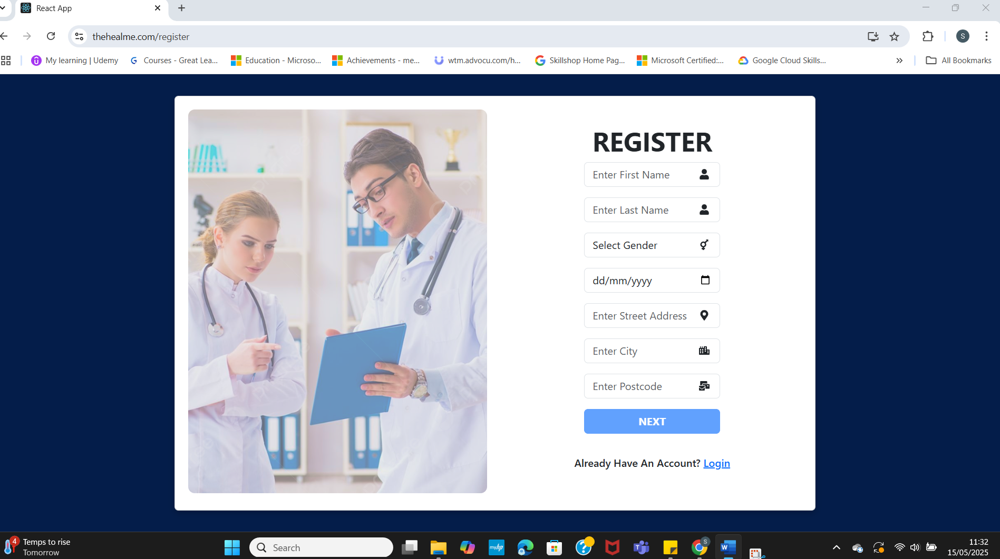 React App
thehealme.com/register
S
My learning | Udemy
Courses - Great Lea...
Education - Microso...
Achievements - me...
wtm.advocu.com/h...
Skillshop Home Pag...
Microsoft Certified:...
Google Cloud Skills...
All Bookmarks
REGISTER
Enter First Name
Enter Last Name
Select Gender
dd/mm/yyyy
Enter Street Address
Enter City
Enter Postcode
NEXT
Already Have An Account? Login
4
Temps to rise
Tomorrow
Search
myhp
S
W
11:32
15/05/2025